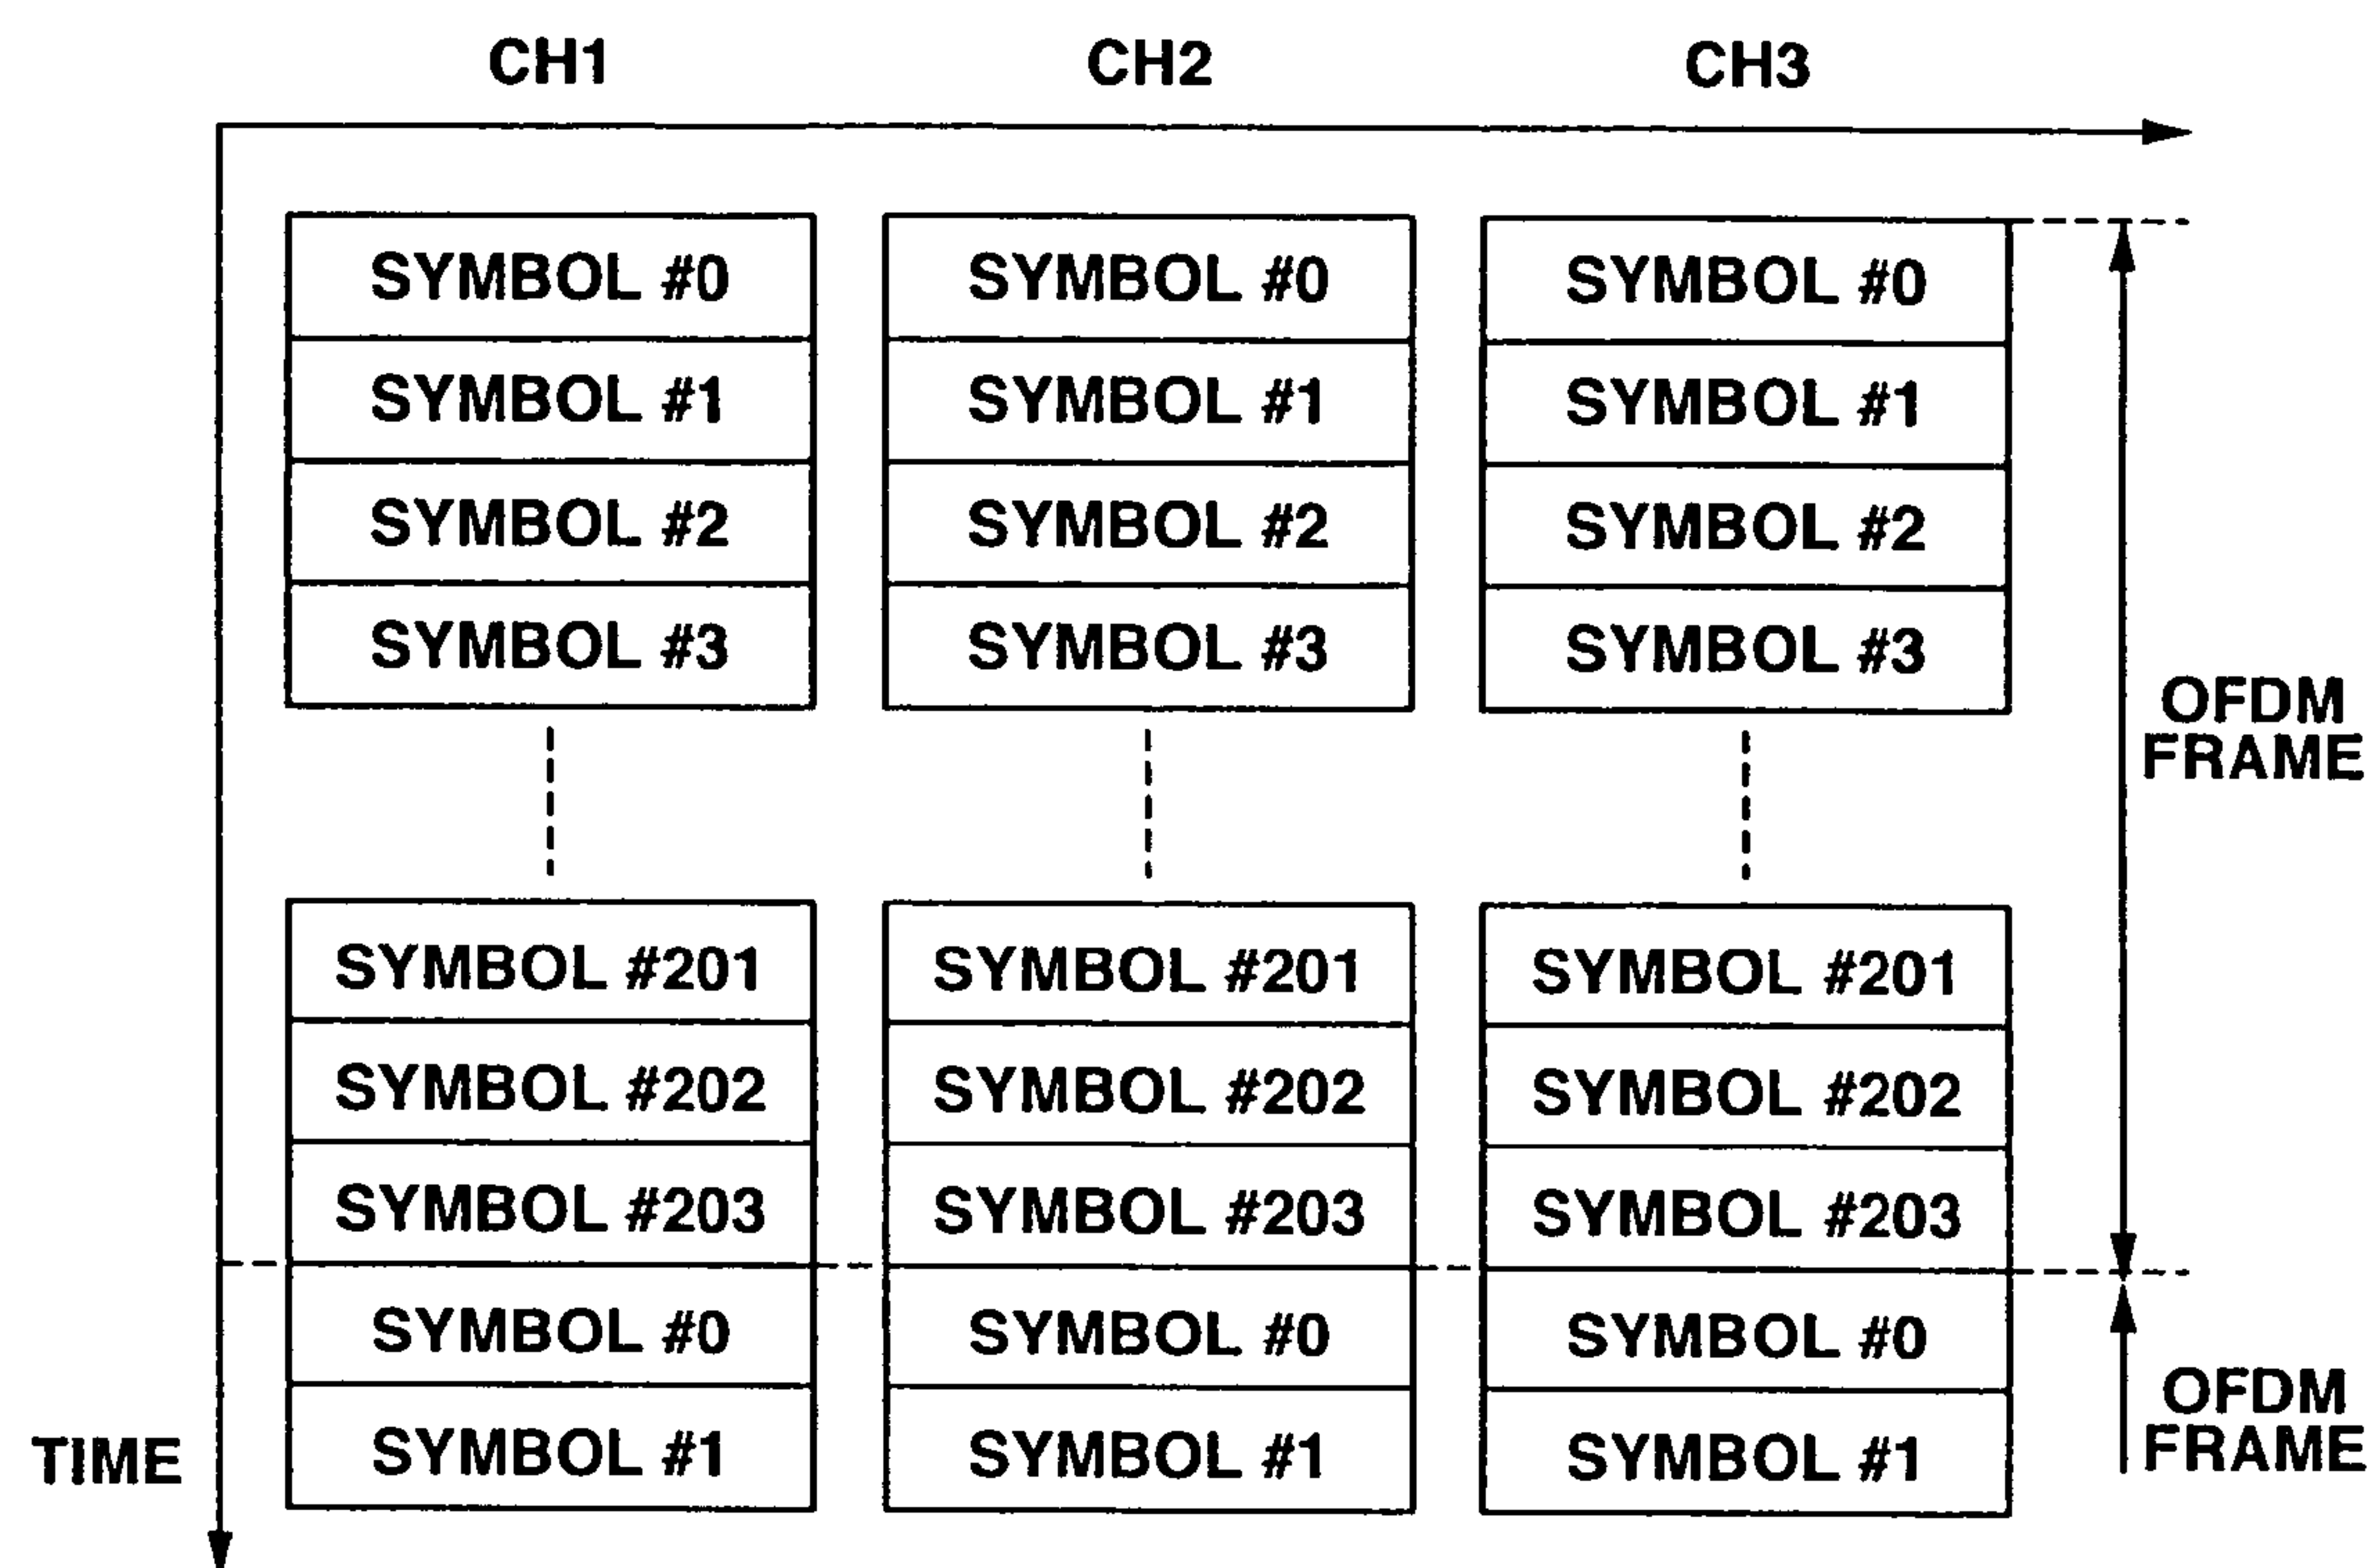 CH1 CH2 CH3
SYMBOL #0 SYMBOL #0 SYMBOL #0
SYMBOL #1 SYMBOL #1 SYMBOL #1
SYMBOL #2 SYMBOL #2 SYMBOL #2
SYMBOL #3 SYMBOL #3 SYMBOL #3
OFDM
FRAME
SYMBOL #201 SYMBOL #201 SYMBOL #201
SYMBOL #202 SYMBOL #202 SYMBOL #202
SYMBOL #203 SYMBOL #203 SYMBOL #203
SYMBOL #0 SYMBOL #0 SYMBOL #0
SYMBOL #1 SYMBOL #1 SYMBOL #1
OFDM
FRAME
TIME